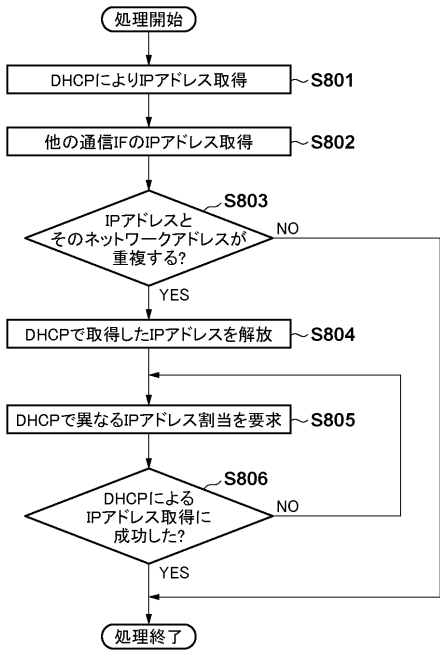 処理開始
DHCPによりIPアドレス取得
S801
他の通信IFのIPアドレス取得
S802
S803
IPアドレスと
そのネットワークアドレスが
重複する?
NO
YES
DHCPで取得したIPアドレスを解放
S804
DHCPで異なるIPアドレス割当を要求
S805
S806
DHCPによる
IPアドレス取得に
成功した?
NO
YES
処理終了